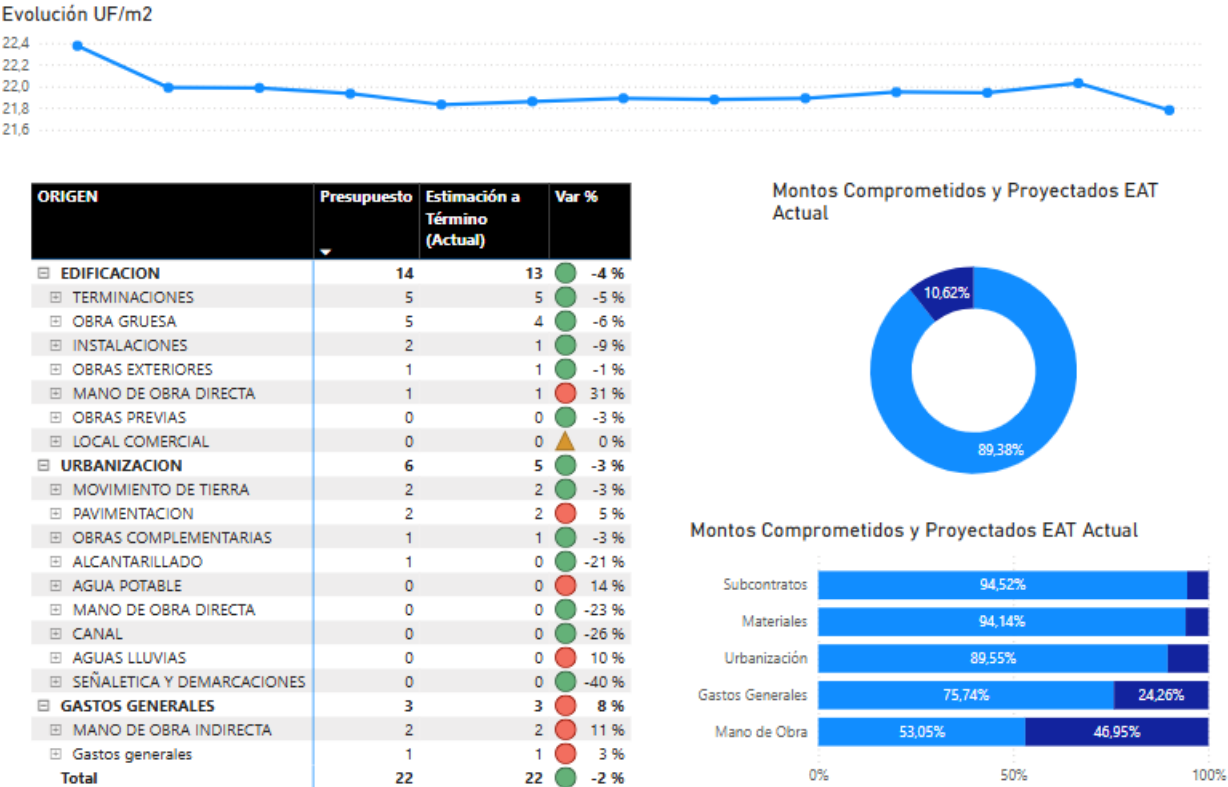 Evolución UF/m2
22,4
22,2
22,0
21,8
21,6
ORIGEN Presupuesto Estimación a Término (Actual) Var %
EDIFICACION 14 13 -4 %
TERMINACIONES 5 5 -5 %
OBRA GRUESA 5 4 -6 %
INSTALACIONES 2 1 -9 %
OBRAS EXTERIORES 1 1 -1 %
MANO DE OBRA DIRECTA 1 1 31 %
OBRAS PREVIAS 0 0 -3 %
LOCAL COMERCIAL 0 0 0 %
URBANIZACION 6 5 -3 %
MOVIMIENTO DE TIERRA 2 2 -3 %
PAVIMENTACION 2 2 5 %
OBRAS COMPLEMENTARIAS 1 1 -3 %
ALCANTARILLADO 1 0 -21 %
AGUA POTABLE 0 0 14 %
MANO DE OBRA DIRECTA 0 0 -23 %
CANAL 0 0 -26 %
AGUAS LLUVIAS 0 0 10 %
SEÑALETICA Y DEMARCACIONES 0 0 -40 %
GASTOS GENERALES 3 3 8 %
MANO DE OBRA INDIRECTA 2 2 11 %
Gastos generales 1 1 3 %
Total 22 22 -2 %
Montos Comprometidos y Proyectados EAT
Actual
10,62%
89,38%
Montos Comprometidos y Proyectados EAT Actual
Subcontratos 94,52%
Materiales 94,14%
Urbanización 89,55%
Gastos Generales 75,74% 24,26%
Mano de Obra 53,05% 46,95%
0% 50% 100%